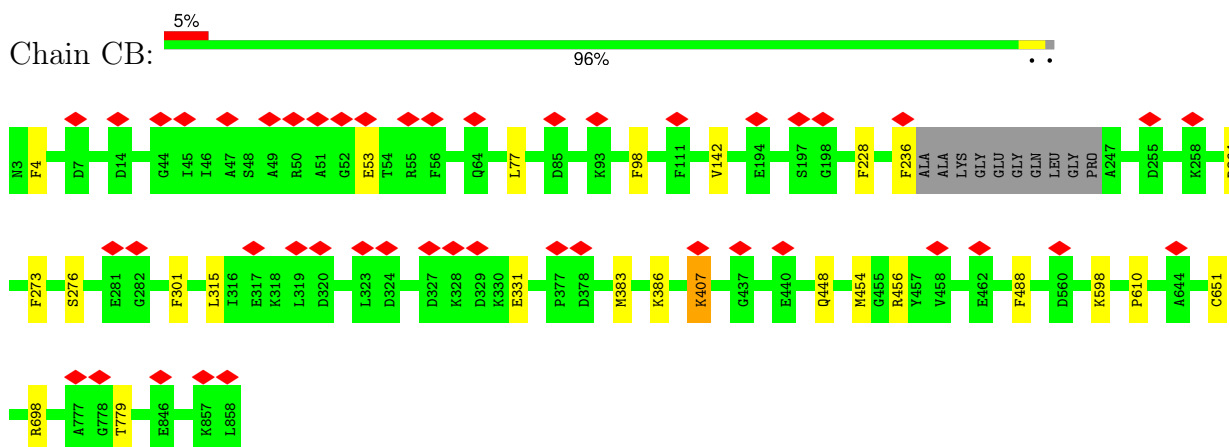 5%
Chain CB:
96%
N3 F4 D7 D14 G44 I45 I46 A47 S48 A49 R50 A51 G52 E53 T54 R55 F56 Q64 L77 D85 K93 F98 F111 V142 E194 S197 G198 F228 F236 ALA ALA LYS GLY GLU GLY GLN LEU GLY PRO A247 D255 K258
F273 S276 E281 G282 F301 L315 I316 E317 K318 L319 D320 L323 D324 D327 K328 D329 K330 E331 P377 D378 M383 K386 K407 G437 E440 Q448 M454 G455 R456 Y457 V458 E462 F488 D560 K598 P610 A644 C651
R698 A777 G778 T779 E846 K857 L858